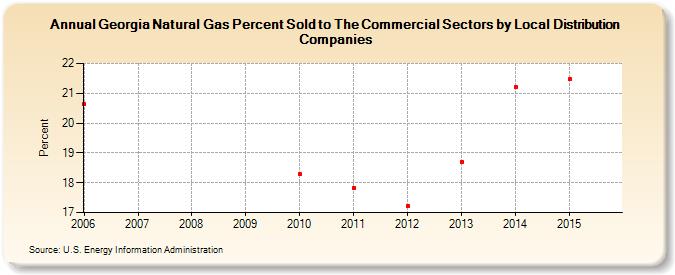 Annual Georgia Natural Gas Percent Sold to The Commercial Sectors by Local Distribution
Companies
Percent
22
21
20
19
18
17
2006 2007 2008 2009 2010 2011 2012 2013 2014 2015
Source: U.S. Energy Information Administration